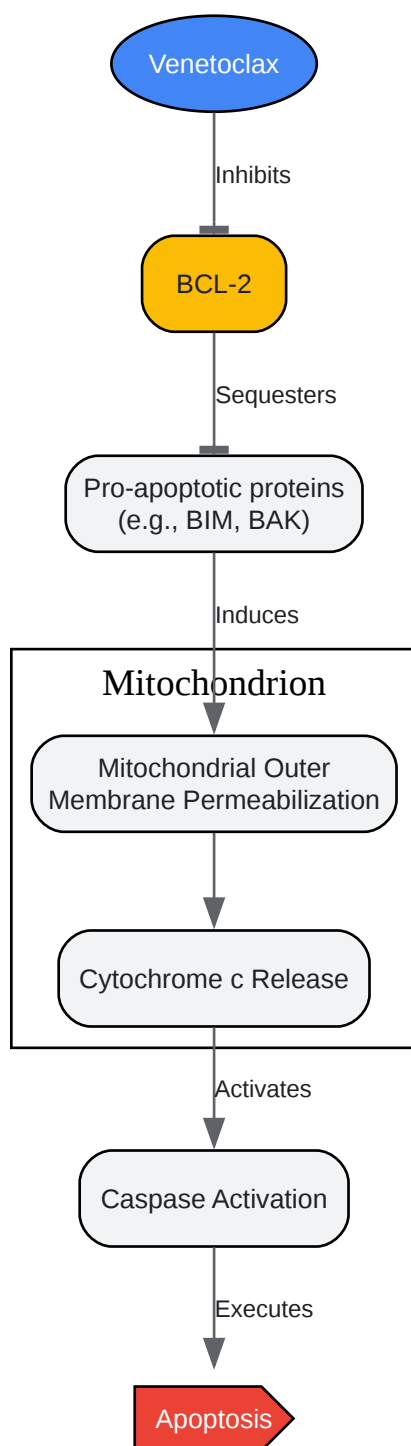 Venetoclax
Inhibits
BCL-2
Sequesters
Pro-apoptotic proteins
(e.g., BIM, BAK)
Induces
Mitochondrion
Mitochondrial Outer
Membrane Permeabilization
Cytochrome c Release
Activates
Caspase Activation
Executes
Apoptosis